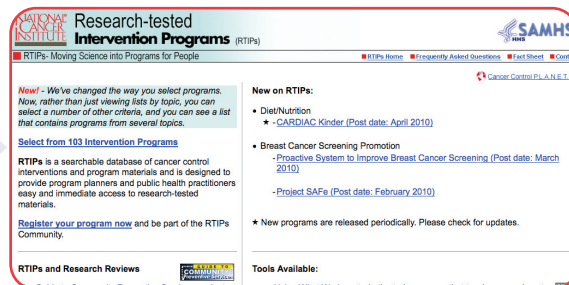 NATIONAL
CANCER
INSTITUTE
Research-tested
Intervention Programs (RTIPs)
SAMHS
HHS
RTIPs- Moving Science into Programs for People
RTIPs Home Frequently Asked Questions Fact Sheet Cont
Cancer Control P.L.A.N.E.T.
New! - We've changed the way you select programs.
Now, rather than just viewing lists by topic, you can
select a number of other criteria, and you can see a list
that contains programs from several topics.
Select from 103 Intervention Programs
RTIPs is a searchable database of cancer control
interventions and program materials and is designed to
provide program planners and public health practitioners
easy and immediate access to research-tested
materials.
Register your program now and be part of the RTIPs
Community.
RTIPs and Research Reviews
GUIDE TO
COMMUNITY
Preventive Services
New on RTIPs:
• Diet/Nutrition
★ - CARDIAC Kinder (Post date: April 2010)
• Breast Cancer Screening Promotion
- Proactive System to Improve Breast Cancer Screening (Post date: March
2010)
- Project SAFe (Post date: February 2010)
★ New programs are released periodically. Please check for updates.
Tools Available: